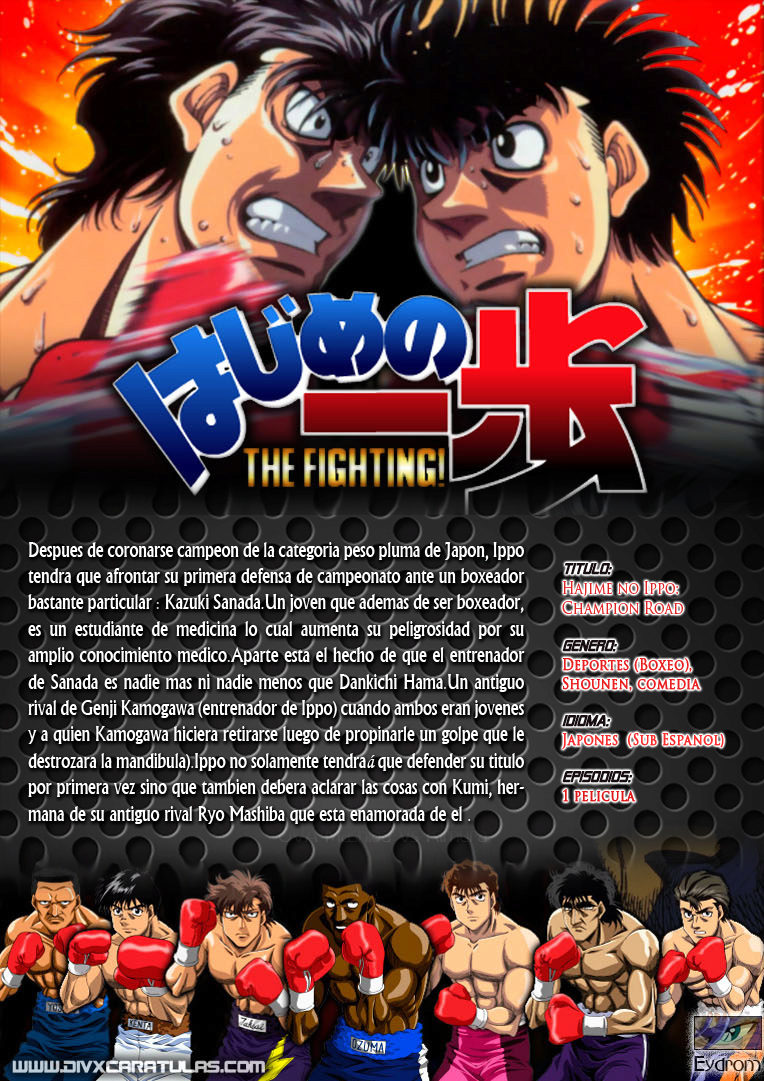 はじめの一歩
THE FIGHTING!
Despues de coronarse campeon de la categoria peso pluma de Japon, Ippo
tendra que afrontar su primera defensa de campeonato ante un boxeador
bastante particular : Kazuki Sanada.Un joven que ademas de ser boxeador,
es un estudiante de medicina lo cual aumenta su peligrosidad por su
amplio conocimiento medico.Aparte esta el hecho de que el entrenador
de Sanada es nadie mas ni nadie menos que Dankichi Hama.Un antiguo
rival de Genji Kamogawa (entrenador de Ippo) cuando ambos eran jovenes
y a quien Kamogawa hiciera retirarse luego de propinarle un golpe que le
destrozara la mandibula).Ippo no solamente tendraá que defender su titulo
por primera vez sino que tambien debera aclarar las cosas con Kumi, her-
mana de su antiguo rival Ryo Mashiba que esta enamorada de el .
TITULO:
HAJIME NO IPPO:
CHAMPION ROAD
GENERO:
DEPORTES (BOXEO),
SHOUNEN, COMEDIA
IDIOMA:
JAPONES (SUB ESPANOL)
EPISODIOS:
1 PELICULA
KENTA
OZUMA
WWW.DIVXCARATULAS.COM
Eydrom